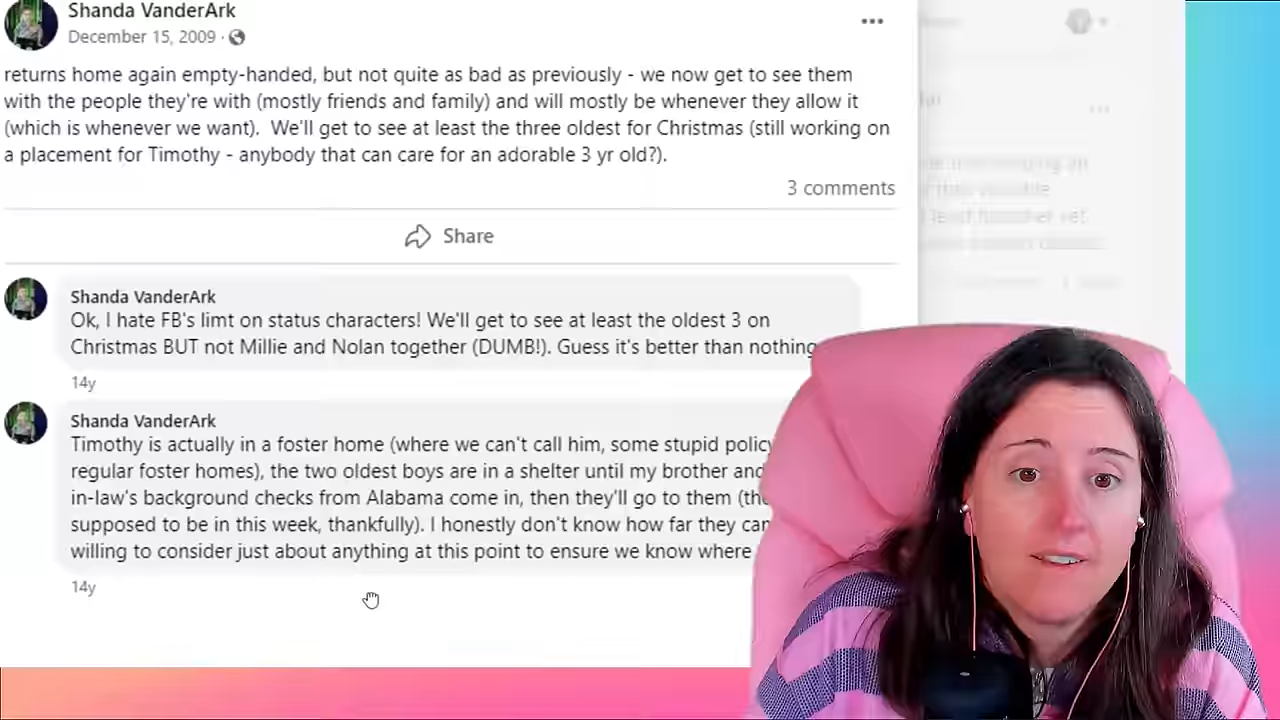 Shanda VanderArk
December 15, 2009 ·
returns home again empty-handed, but not quite as bad as previously - we now get to see them
with the people they're with (mostly friends and family) and will mostly be whenever they allow it
(which is whenever we want).  We'll get to see at least the three oldest for Christmas (still working on
a placement for Timothy - anybody that can care for an adorable 3 yr old?).
3 comments
Share
Shanda VanderArk
Ok, I hate FB's limt on status characters! We'll get to see at least the oldest 3 on
Christmas BUT not Millie and Nolan together (DUMB!). Guess it's better than nothing
14y
Shanda VanderArk
Timothy is actually in a foster home (where we can't call him, some stupid policy
regular foster homes), the two oldest boys are in a shelter until my brother and
in-law's background checks from Alabama come in, then they'll go to them
supposed to be in this week, thankfully). I honestly don't know how far they can
willing to consider just about anything at this point to ensure we know where
14y